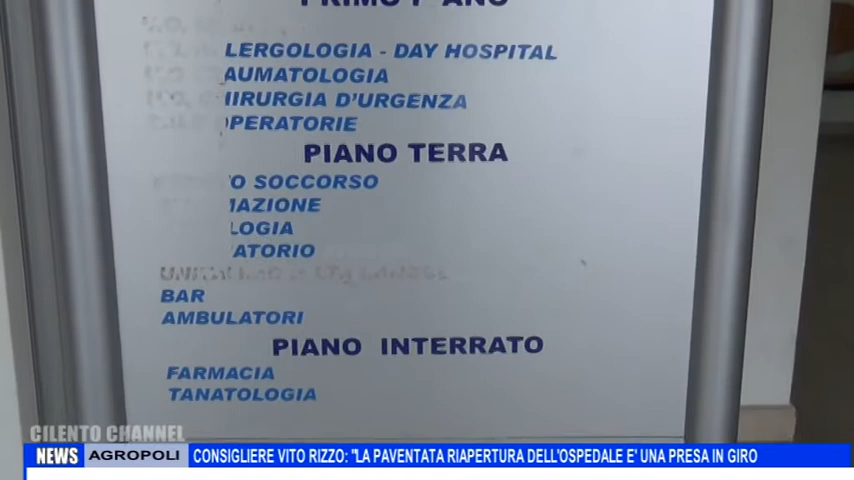 PRIMO PIANO
LERGOLOGIA - DAY HOSPITAL
AUMATOLOGIA
HIRURGIA D'URGENZA
OPERATORIE
PIANO TERRA
O SOCCORSO
MAZIONE
LOGIA
ATORIO
BAR
AMBULATORI
PIANO INTERRATO
FARMACIA
TANATOLOGIA
CILENTO CHANNEL
NEWS AGROPOLI CONSIGLIERE VITO RIZZO: "LA PAVENTATA RIAPERTURA DELL'OSPEDALE E' UNA PRESA IN GIRO